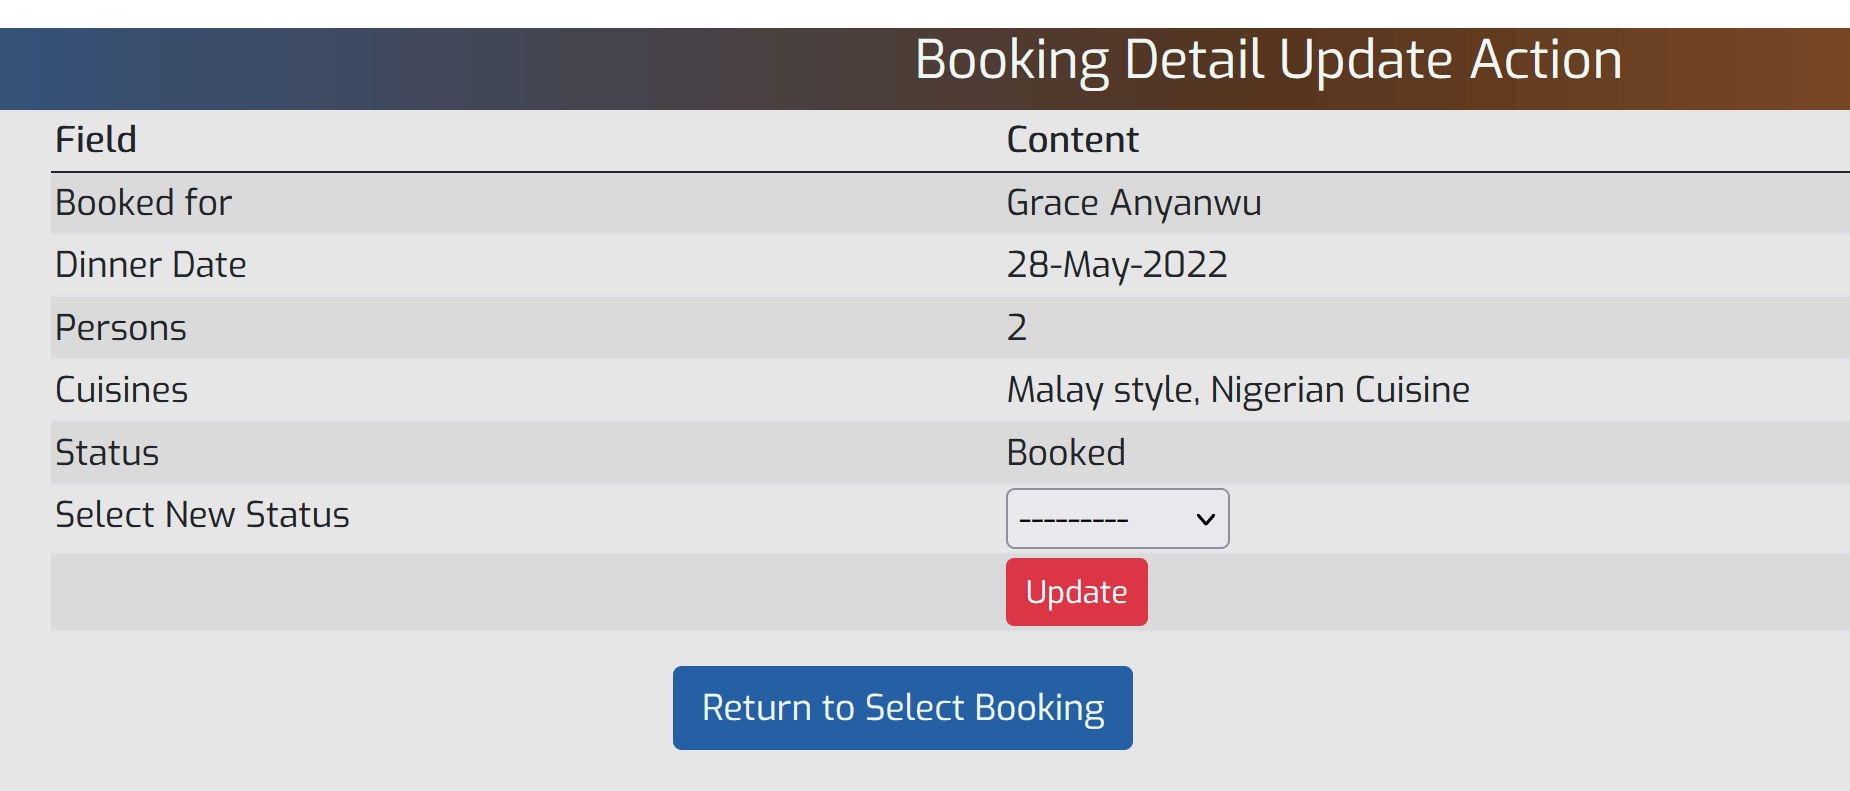 Booking Detail Update Action
Field Content
Booked for Grace Anyanwu
Dinner Date 28-May-2022
Persons 2
Cuisines Malay style, Nigerian Cuisine
Status Booked
Select New Status ---------
Update
Return to Select Booking